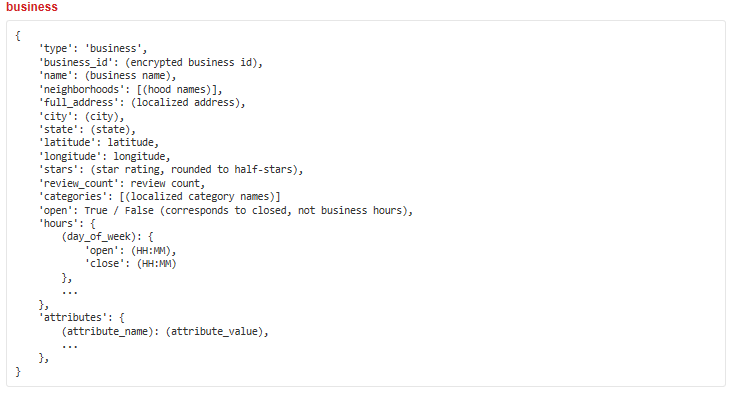 business
{
    'type': 'business',
    'business_id': (encrypted business id),
    'name': (business name),
    'neighborhoods': [(hood names)],
    'full_address': (localized address),
    'city': (city),
    'state': (state),
    'latitude': latitude,
    'longitude': longitude,
    'stars': (star rating, rounded to half-stars),
    'review_count': review count,
    'categories': [(localized category names)]
    'open': True / False (corresponds to closed, not business hours),
    'hours': {
        (day_of_week): {
            'open': (HH:MM),
            'close': (HH:MM)
        },
        ...
    },
    'attributes': {
        (attribute_name): (attribute_value),
        ...
    },
}